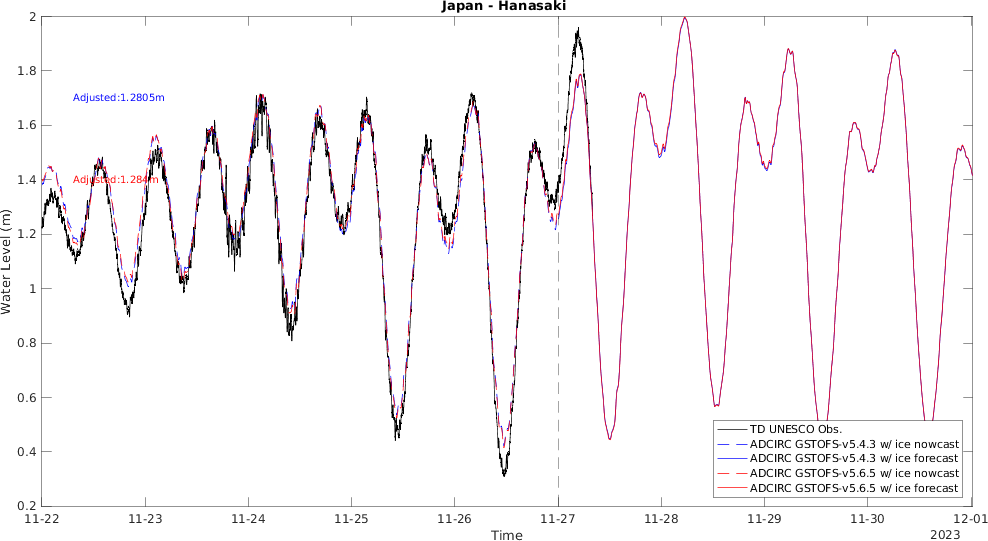 Japan - Hanasaki
2
1.8
1.6
1.4
1.2
1
0.8
0.6
0.4
0.2
Water Level (m)
Adjusted:1.2805m
Adjusted:1.284m
TD UNESCO Obs.
ADCIRC GSTOFS-v5.4.3 w/ ice nowcast
ADCIRC GSTOFS-v5.4.3 w/ ice forecast
ADCIRC GSTOFS-v5.6.5 w/ ice nowcast
ADCIRC GSTOFS-v5.6.5 w/ ice forecast
11-22 11-23 11-24 11-25 11-26 11-27 11-28 11-29 11-30 12-01
Time
2023